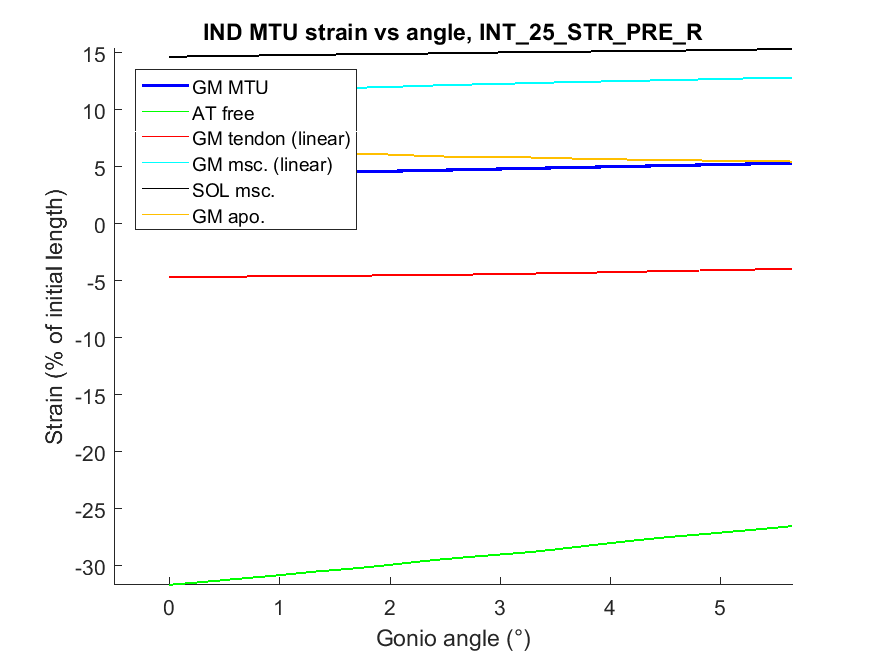 IND MTU strain vs angle, INT_25_STR_PRE_R
15
10
5
0
-5
-10
-15
-20
-25
-30
Strain (% of initial length)
GM MTU
AT free
GM tendon (linear)
GM msc. (linear)
SOL msc.
GM apo.
0 1 2 3 4 5
Gonio angle (°)